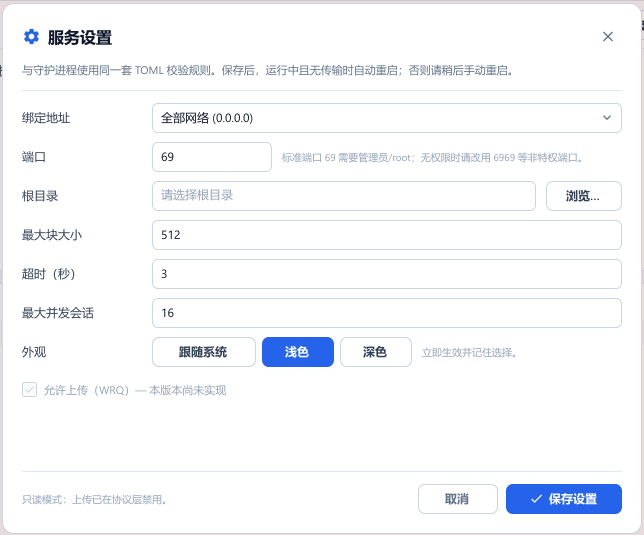 服务设置
与守护进程使用同一套 TOML 校验规则。保存后，运行中且无传输时自动重启；否则请稍后手动重启。
绑定地址 全部网络 (0.0.0.0)
端口 69 标准端口 69 需要管理员/root；无权限时请改用 6969 等非特权端口。
根目录 请选择根目录 浏览...
最大块大小 512
超时（秒） 3
最大并发会话 16
外观 跟随系统 浅色 深色 立即生效并记住选择。
允许上传（WRQ）— 本版本尚未实现
只读模式：上传已在协议层禁用。 取消 保存设置